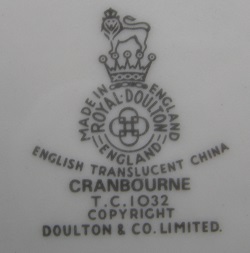 MADE IN ENGLAND
ROYAL·DOULTON
ENGLAND
ENGLISH TRANSLUCENT CHINA
CRANBOURNE
T.C.1032
COPYRIGHT
DOULTON & CO. LIMITED.